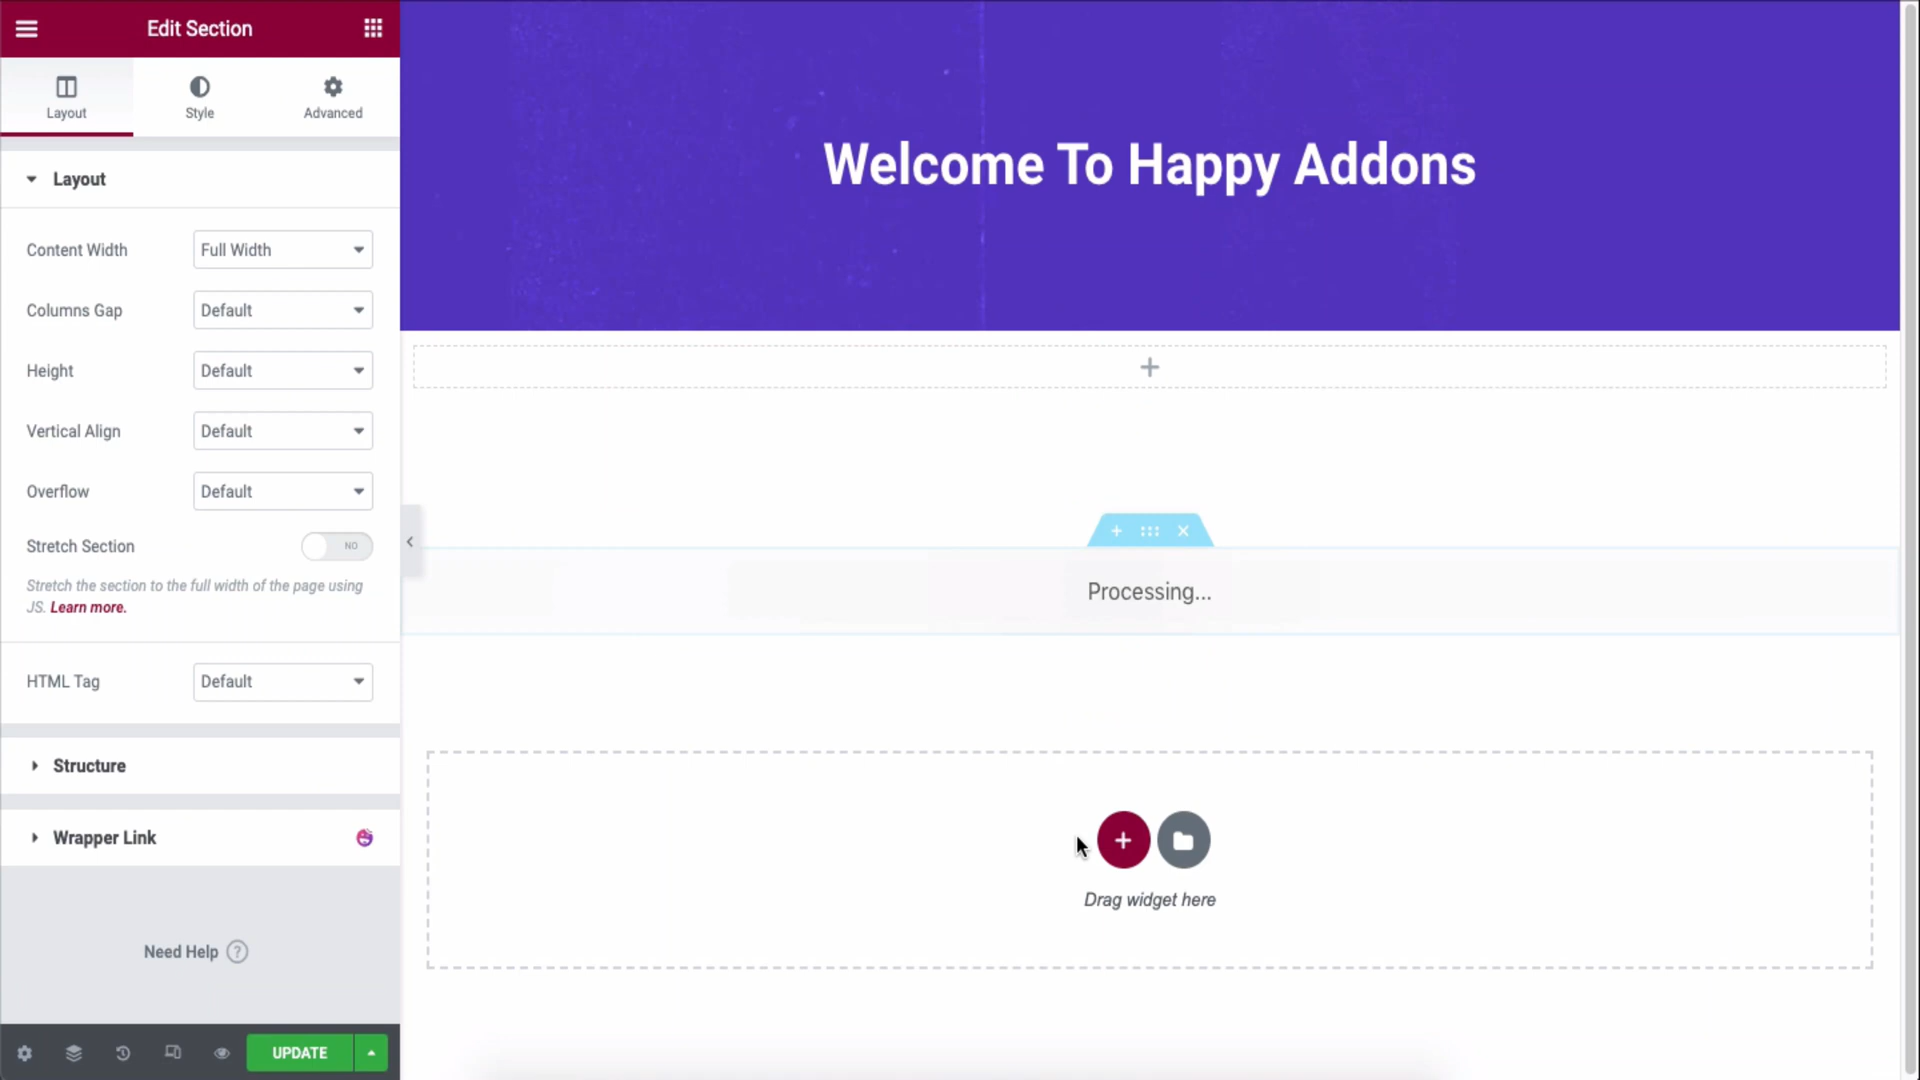 Edit Section
Layout
Style
Advanced
Layout
Content Width
Full Width
Columns Gap
Default
Height
Default
Vertical Align
Default
Overflow
Default
Stretch Section
NO
Stretch the section to the full width of the page using
JS. Learn more.
HTML Tag
Default
Structure
Wrapper Link
Need Help ?
UPDATE
Welcome To Happy Addons
Processing...
Drag widget here